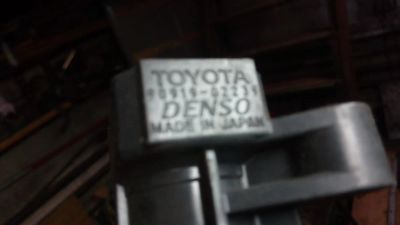 TOYOTA
90919-02239
DENSO
MADE IN JAPAN